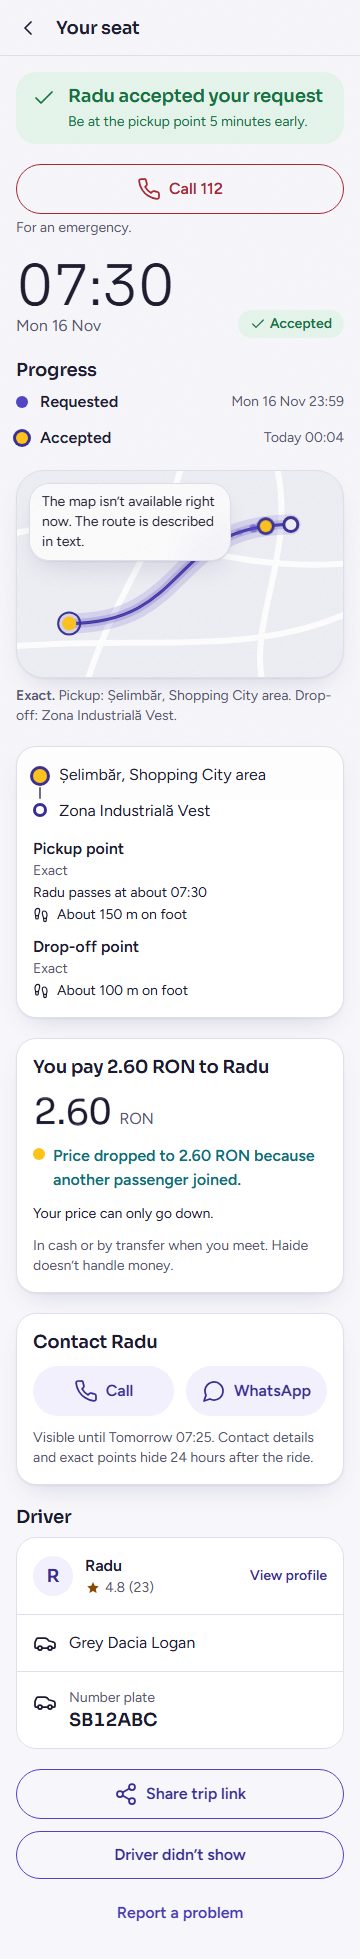 Your seat
Radu accepted your request
Be at the pickup point 5 minutes early.
Call 112
For an emergency.
07:30
Mon 16 Nov
Accepted
Progress
Requested
Mon 16 Nov 23:59
Accepted
Today 00:04
The map isn’t available right
now. The route is described
in text.
Exact. Pickup: Șelimbăr, Shopping City area. Drop-
off: Zona Industrială Vest.
Șelimbăr, Shopping City area
Zona Industrială Vest
Pickup point
Exact
Radu passes at about 07:30
About 150 m on foot
Drop-off point
Exact
About 100 m on foot
You pay 2.60 RON to Radu
2.60 RON
Price dropped to 2.60 RON because
another passenger joined.
Your price can only go down.
In cash or by transfer when you meet. Haide
doesn’t handle money.
Contact Radu
Call
WhatsApp
Visible until Tomorrow 07:25. Contact details
and exact points hide 24 hours after the ride.
Driver
R
Radu
4.8 (23)
View profile
Grey Dacia Logan
Number plate
SB12ABC
Share trip link
Driver didn’t show
Report a problem